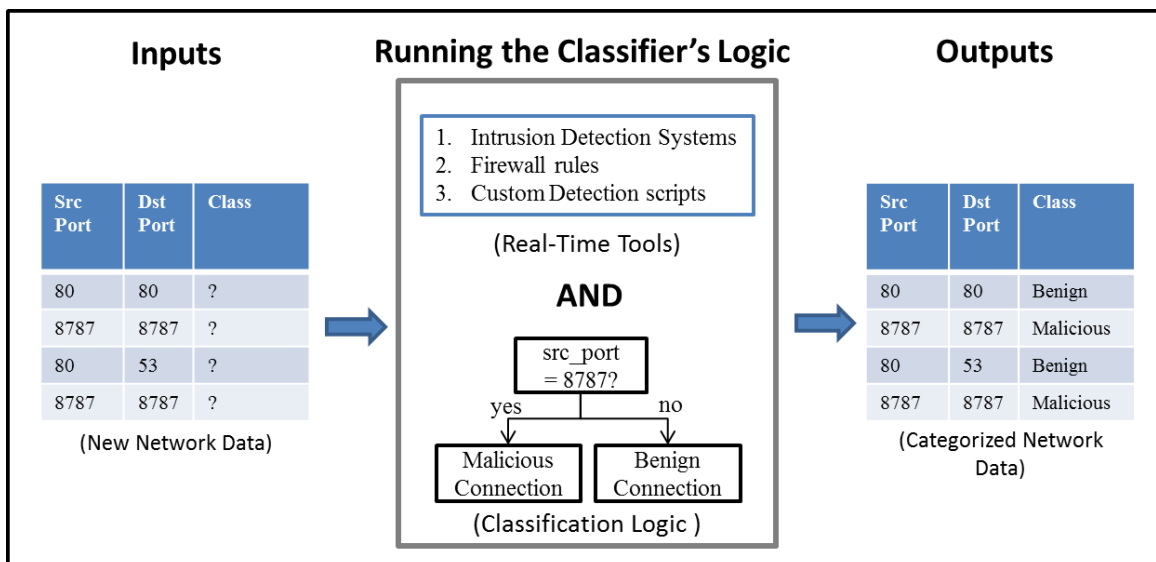 Inputs
Src Port Dst Port Class
80 80 ?
8787 8787 ?
80 53 ?
8787 8787 ?
(New Network Data)
Running the Classifier's Logic
1. Intrusion Detection Systems
2. Firewall rules
3. Custom Detection scripts
(Real-Time Tools)
AND
src_port
= 8787?
yes no
Malicious
Connection
Benign
Connection
(Classification Logic )
Outputs
Src Port Dst Port Class
80 80 Benign
8787 8787 Malicious
80 53 Benign
8787 8787 Malicious
(Categorized Network
Data)